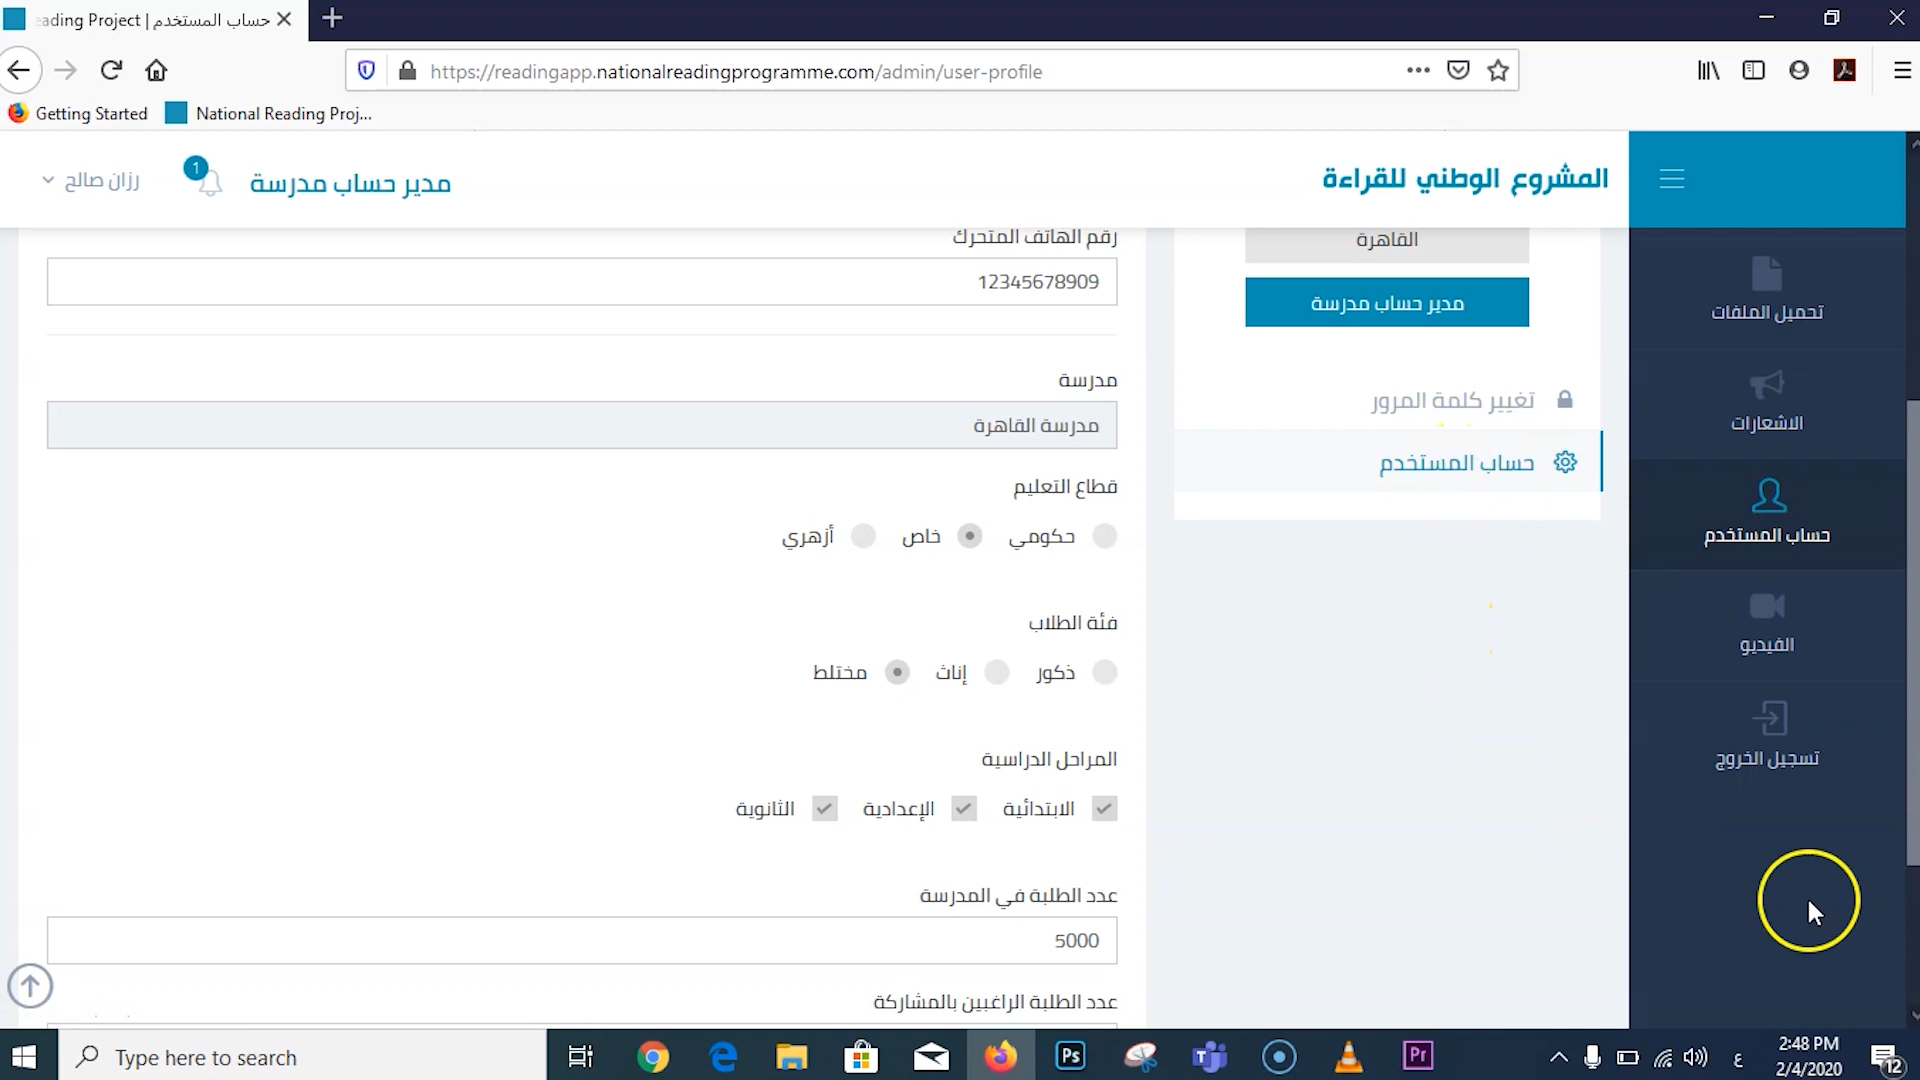 حساب المستخدم | eading Project
https://readingapp.nationalreadingprogramme.com/admin/user-profile
Getting Started
National Reading Proj...
المشروع الوطني للقراءة
مدير حساب مدرسة
1
رزان صالح
تحميل الملفات
الاشعارات
حساب المستخدم
الفيديو
تسجيل الخروج
القاهرة
مدير حساب مدرسة
تغيير كلمة المرور
حساب المستخدم
رقم الهاتف المتحرك
12345678909
مدرسة
مدرسة القاهرة
قطاع التعليم
حكومي خاص أزهري
فئة الطلاب
ذكور إناث مختلط
المراحل الدراسية
الابتدائية الإعدادية الثانوية
عدد الطلبة في المدرسة
5000
عدد الطلبة الراغبين بالمشاركة
Type here to search
Ps
Pr
ع
2:48 PM
2/4/2020
12